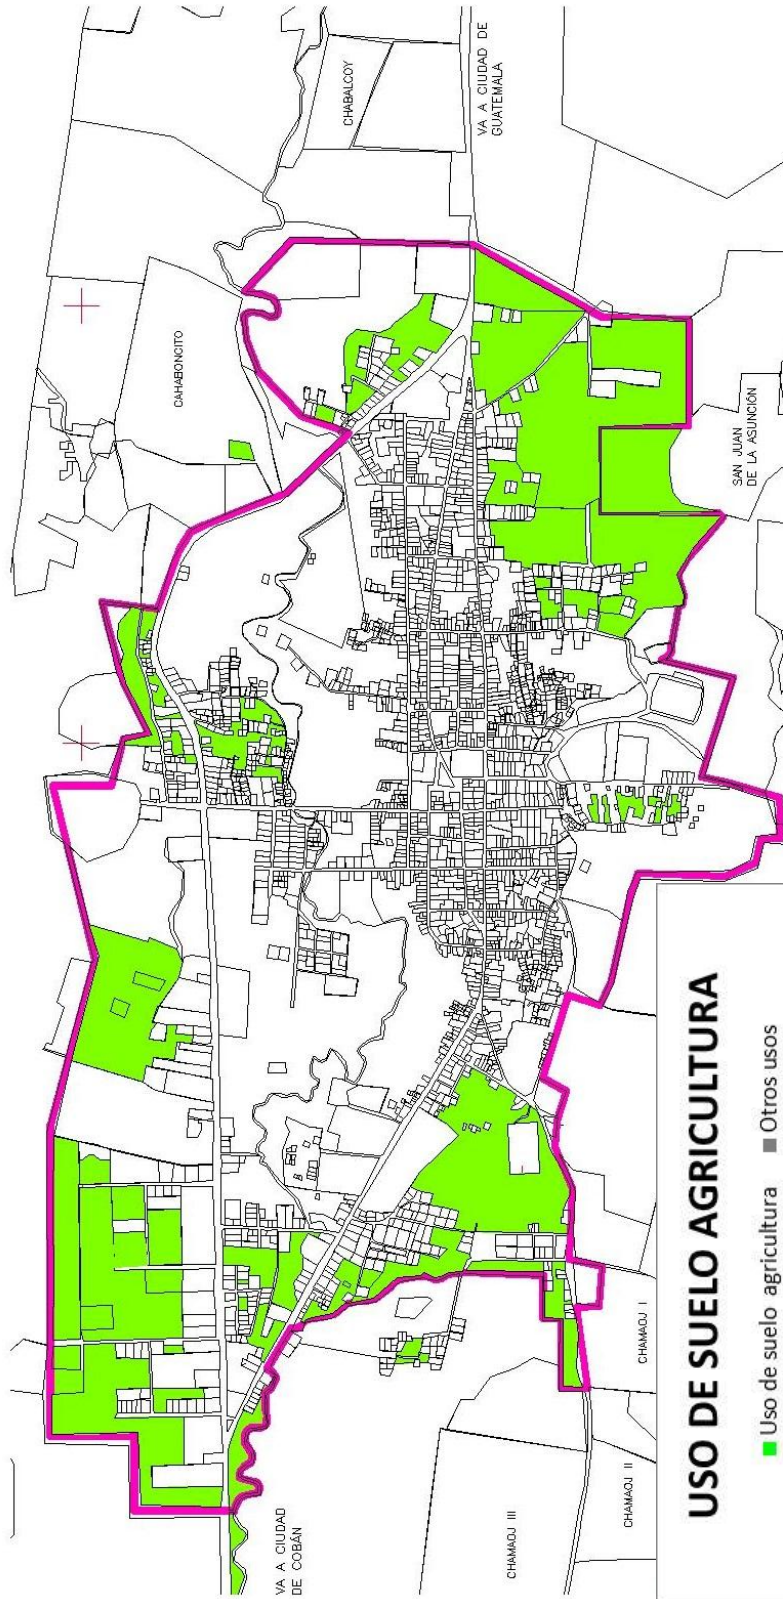 CHABALCOY
VA A CIUDAD DE
GUATEMALA
CAHABONCITO
SAN JUAN
DE LA ASUNCIÓN
VA A CIUDAD
DE COBÁN
CHAMAOJ III
CHAMAOJ II
CHAMAOJ I
USO DE SUELO AGRICULTURA
Uso de suelo agricultura
Otros usos